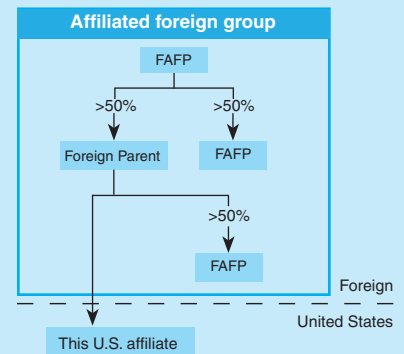 Affiliated foreign group
FAFP
>50%
>50%
Foreign Parent
FAFP
>50%
FAFP
Foreign
United States
This U.S. affiliate